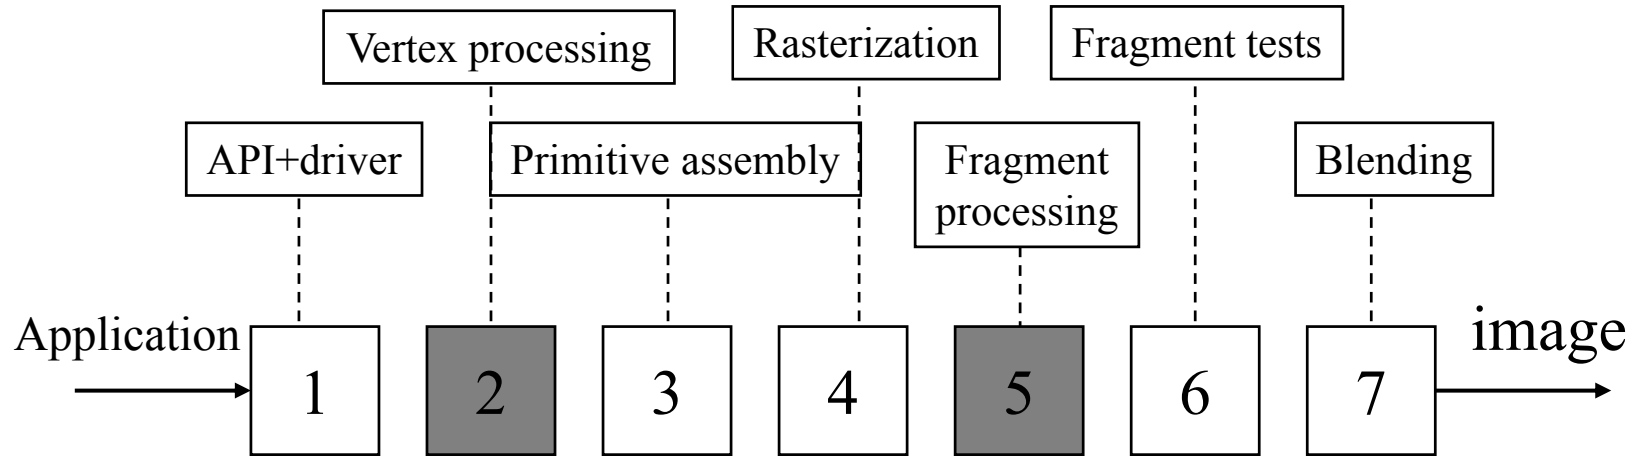 Vertex processing
Rasterization
Fragment tests
API+driver
Primitive assembly
Fragment
processing
Blending
Application
image
1
2
3
4
5
6
7